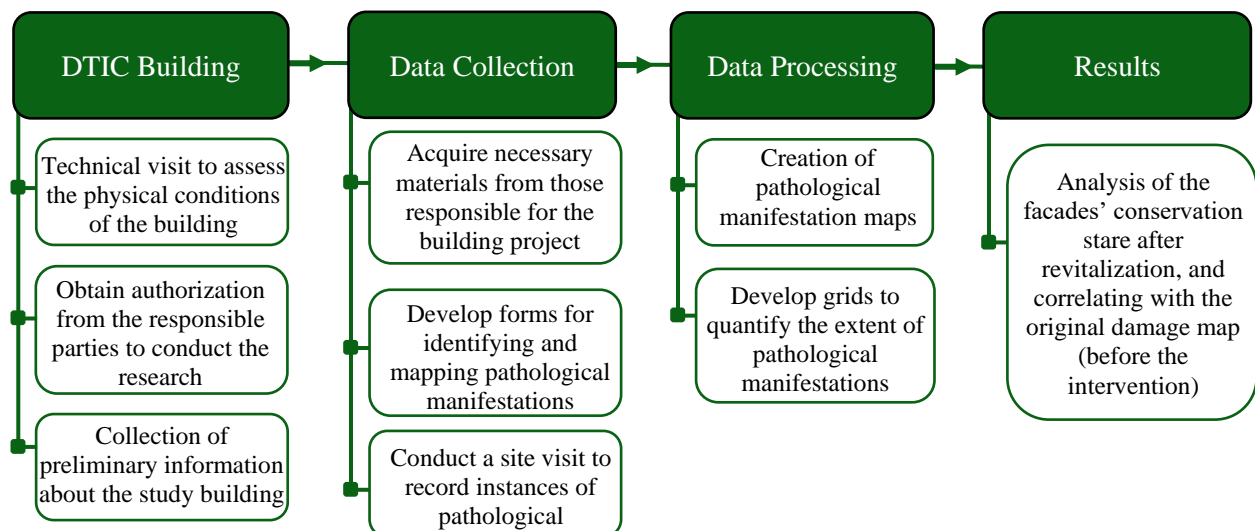 DTIC Building
Technical visit to assess
the physical conditions
of the building
Obtain authorization
from the responsible
parties to conduct the
research
Collection of
preliminary information
about the study building
Data Collection
Acquire necessary
materials from those
responsible for the
building project
Develop forms for
identifying and
mapping pathological
manifestations
Conduct a site visit to
record instances of
pathological
Data Processing
Creation of
pathological
manifestation maps
Develop grids to
quantify the extent of
pathological
manifestations
Results
Analysis of the
facades’ conservation
stare after
revitalization, and
correlating with the
original damage map
(before the
intervention)